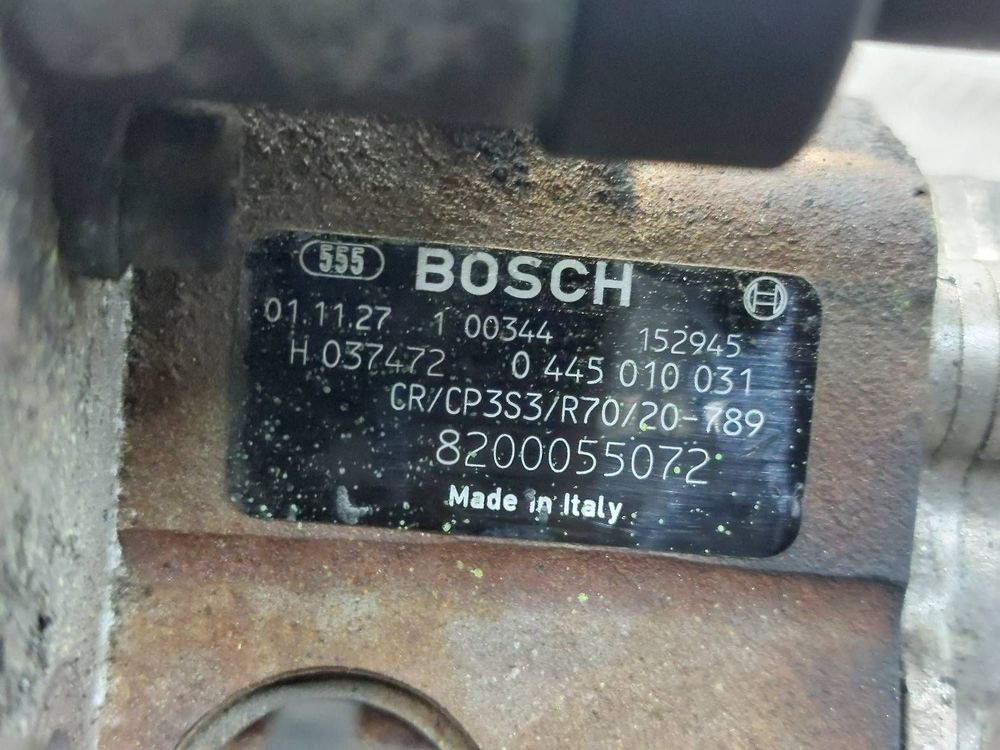 555 BOSCH
01.11.27 1 00344 152945
H 037472 0 445 010 031
CR/CP3S3/R70/20-789
8200055072
Made in Italy